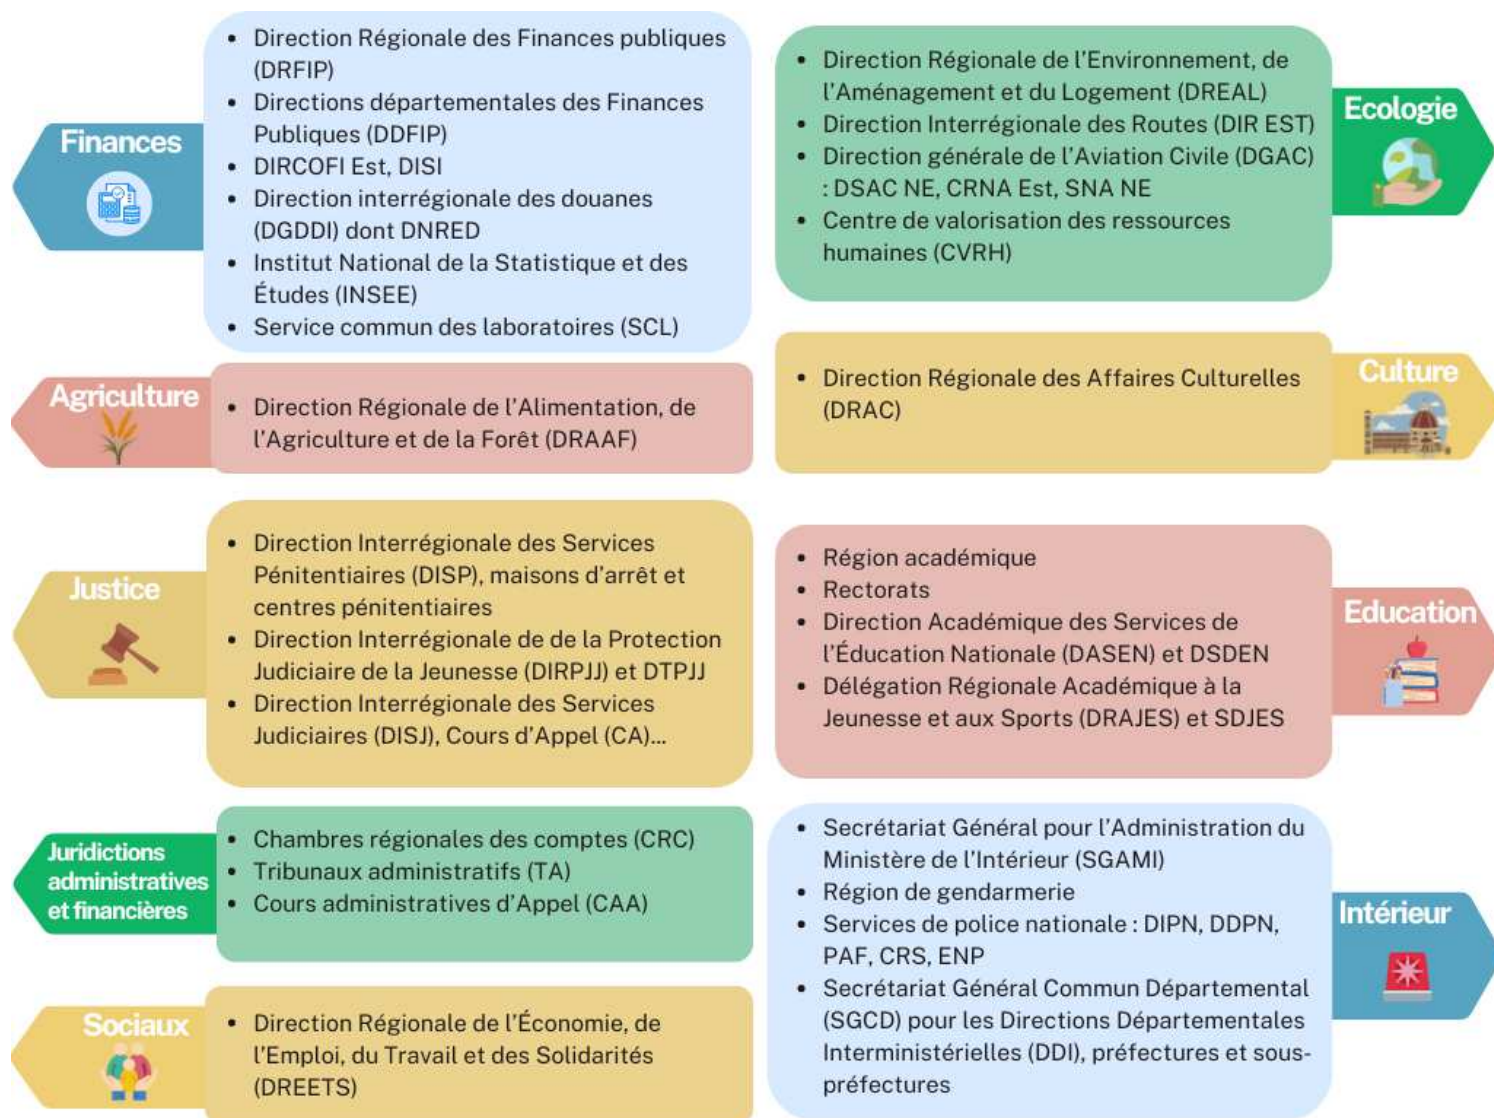 Finances
• Direction Régionale des Finances publiques
(DRFIP)
• Directions départementales des Finances
Publiques (DDFIP)
• DIRCOFI Est, DISI
• Direction interrégionale des douanes
(DGDDI) dont DNRED
• Institut National de la Statistique et des
Études (INSEE)
• Service commun des laboratoires (SCL)
Ecologie
• Direction Régionale de l'Environnement, de
l'Aménagement et du Logement (DREAL)
• Direction Interrégionale des Routes (DIR EST)
• Direction générale de l'Aviation Civile (DGAC)
: DSAC NE, CRNA Est, SNA NE
• Centre de valorisation des ressources
humaines (CVRH)
Agriculture
• Direction Régionale de l'Alimentation, de
l'Agriculture et de la Forêt (DRAAF)
Culture
• Direction Régionale des Affaires Culturelles
(DRAC)
Justice
• Direction Interrégionale des Services
Pénitentiaires (DISP), maisons d'arrêt et
centres pénitentiaires
• Direction Interrégionale de de la Protection
Judiciaire de la Jeunesse (DIRPJJ) et DTPJJ
• Direction Interrégionale des Services
Judiciaires (DISJ), Cours d'Appel (CA)...
Education
• Région académique
• Rectorats
• Direction Académique des Services de
l'Éducation Nationale (DASEN) et DSDEN
• Délégation Régionale Académique à la
Jeunesse et aux Sports (DRAJES) et SDJES
Juridictions
administratives
et financières
• Chambres régionales des comptes (CRC)
• Tribunaux administratifs (TA)
• Cours administratives d'Appel (CAA)
Intérieur
• Secrétariat Général pour l'Administration du
Ministère de l'Intérieur (SGAMI)
• Région de gendarmerie
• Services de police nationale : DIPN, DDPN,
PAF, CRS, ENP
• Secrétariat Général Commun Départemental
(SGCD) pour les Directions Départementales
Interministérielles (DDI), préfectures et sous-
préfectures
Sociaux
• Direction Régionale de l'Économie, de
l'Emploi, du Travail et des Solidarités
(DREETS)